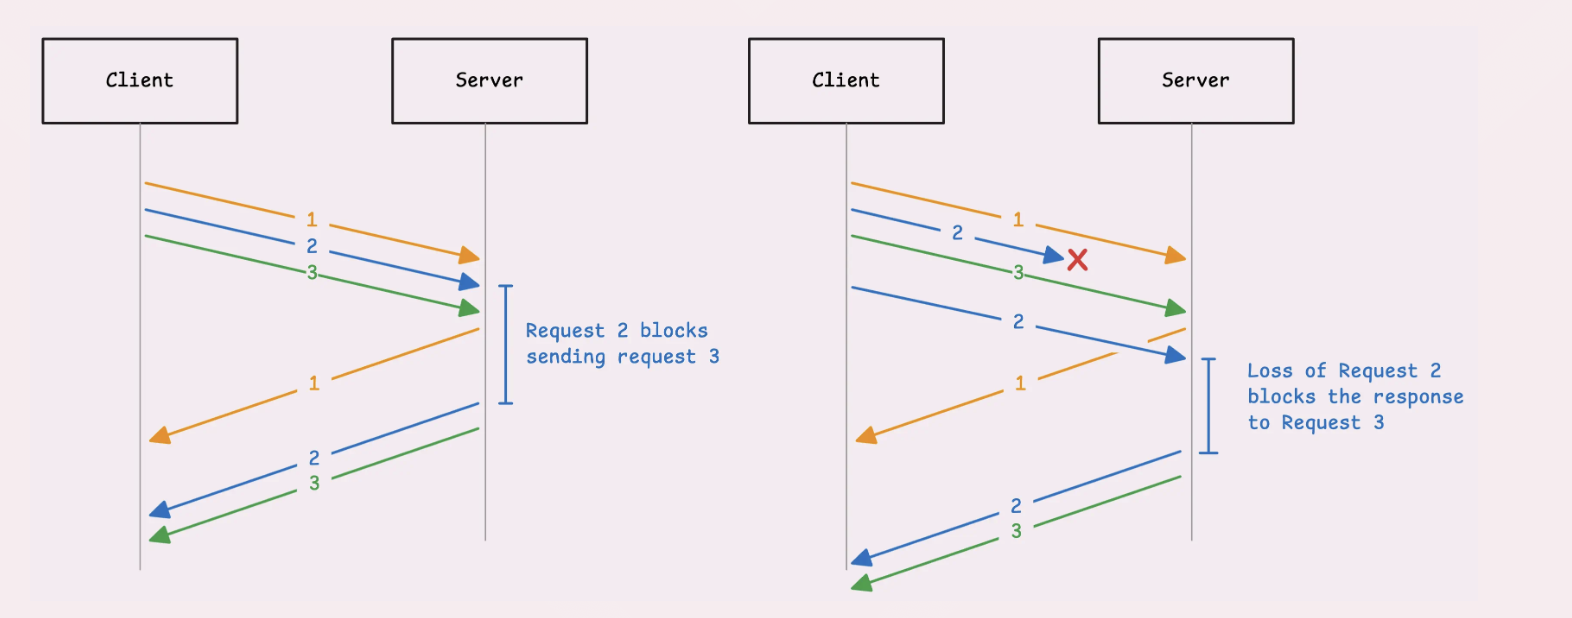 Client
Server
1
2
3
Request 2 blocks
sending request 3
1
2
3
Client
Server
1
2
3
2
1
Loss of Request 2
blocks the response
to Request 3
2
3